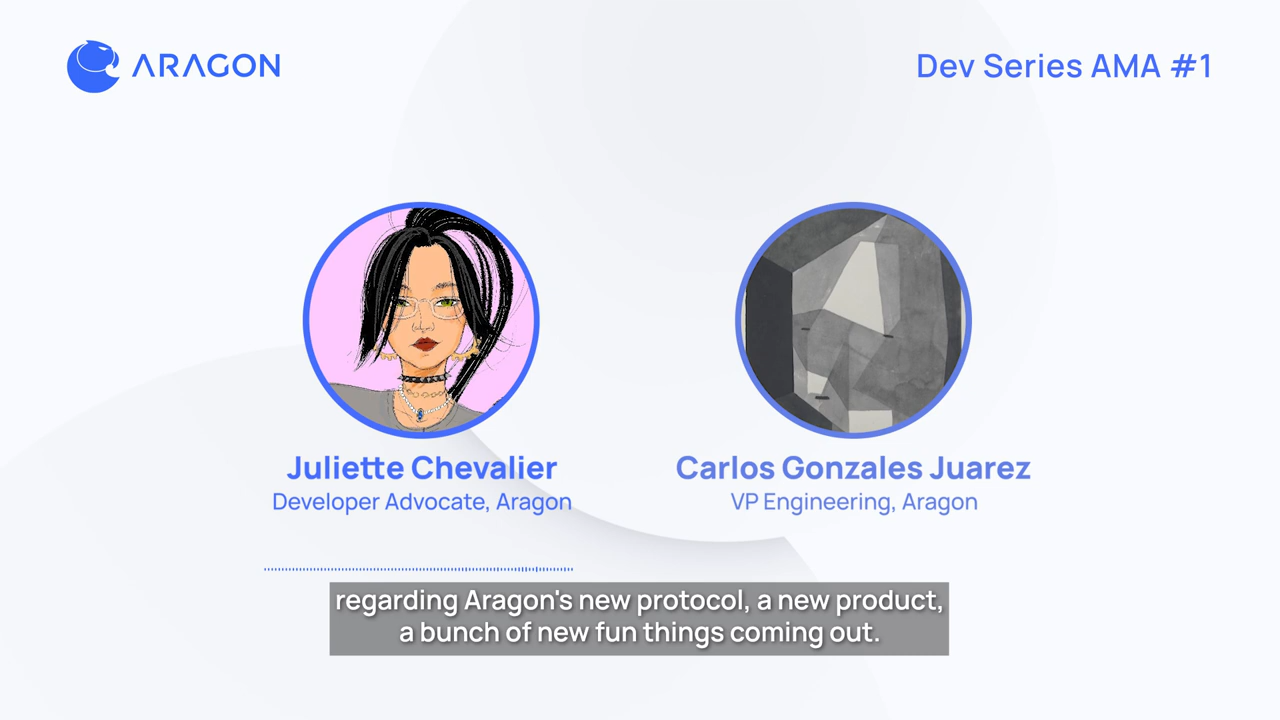 ARAGON
Dev Series AMA #1
Juliette Chevalier
Developer Advocate, Aragon
Carlos Gonzales Juarez
VP Engineering, Aragon
regarding Aragon's new protocol, a new product,
a bunch of new fun things coming out.